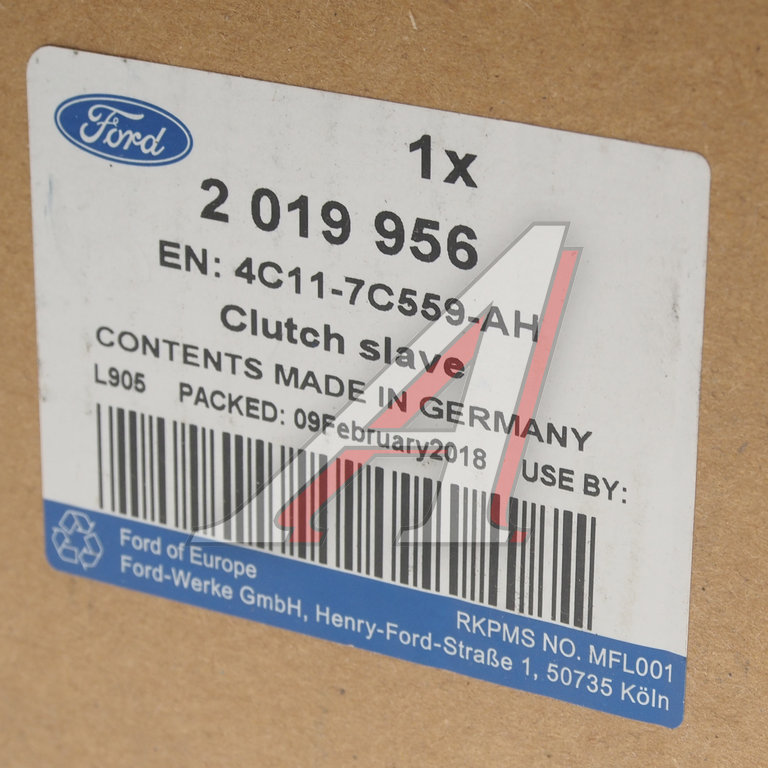 Ford
1x
2 019 956
EN: 4C11-7C559-AH
Clutch slave
CONTENTS MADE IN GERMANY
L905 PACKED: 09February2018 USE BY:
Ford of Europe
Ford-Werke GmbH, Henry-Ford-Straße 1, 50735 Köln
RKPMS NO. MFL001